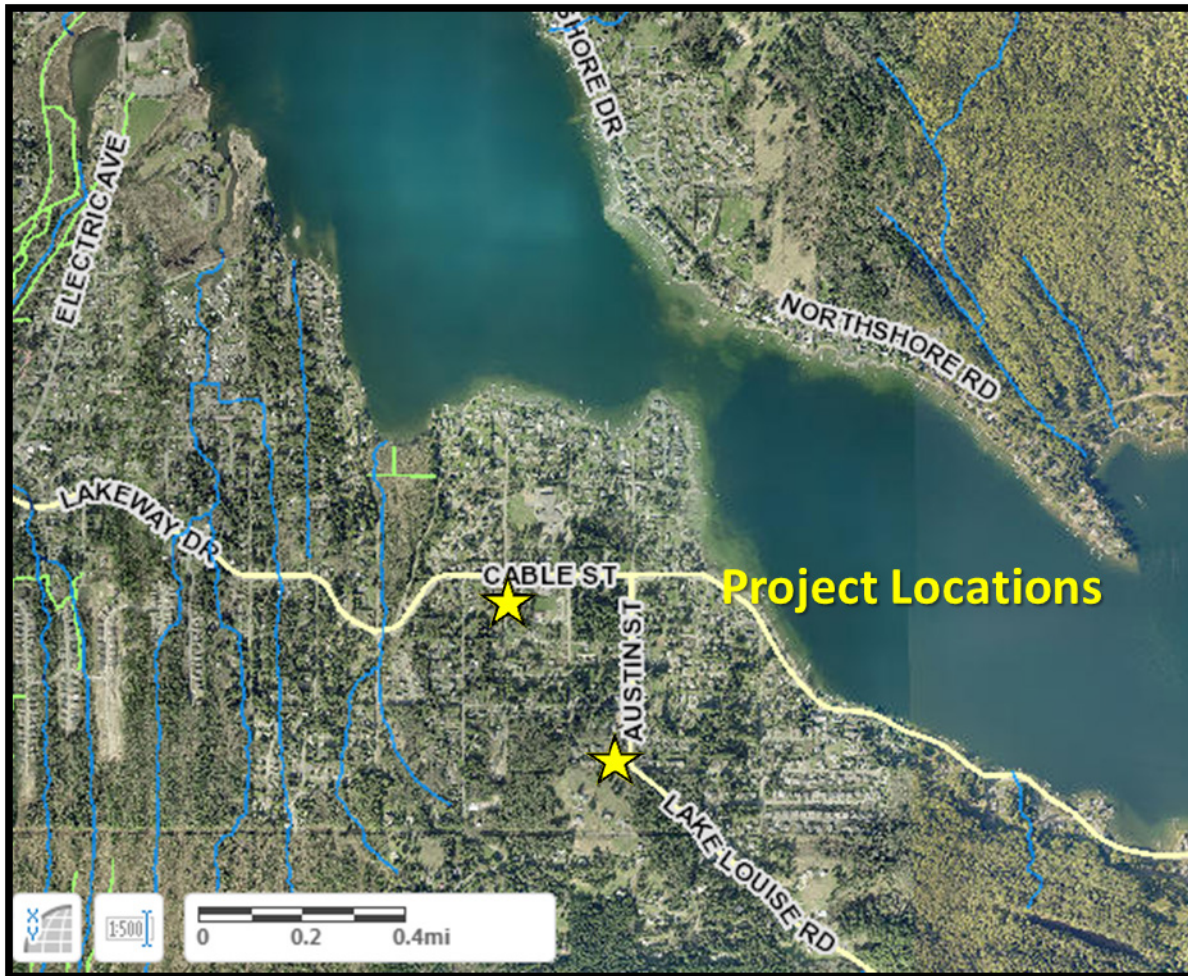 SHORE DR
ELECTRIC AVE
NORTHSHORE RD
LAKEWAY DR
CABLE ST
Project Locations
AUSTIN ST
LAKE LOUISE RD
X
Y
1:500
0 0.2 0.4mi